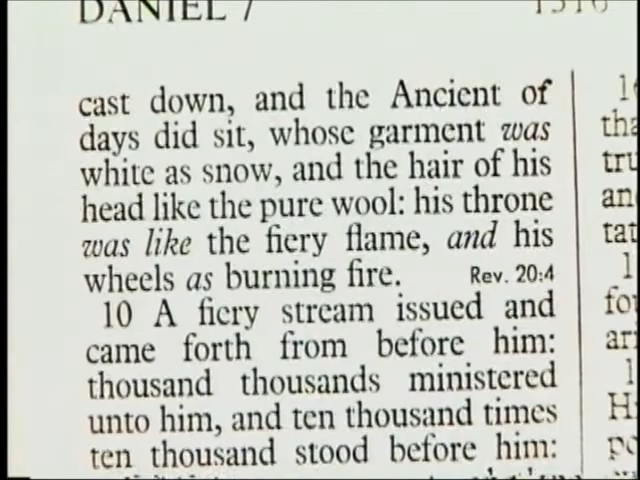 DANIEL 7
1316
cast down, and the Ancient of
days did sit, whose garment was
white as snow, and the hair of his
head like the pure wool: his throne
was like the fiery flame, and his
wheels as burning fire. Rev. 20:4
10 A fiery stream issued and
came forth from before him:
thousand thousands ministered
unto him, and ten thousand times
ten thousand stood before him: